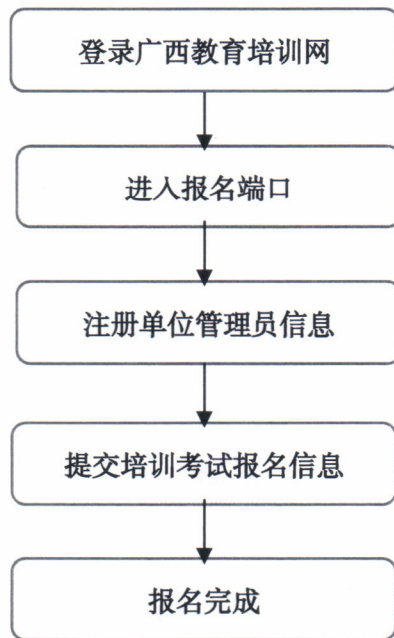 登录广西教育培训网
进入报名端口
注册单位管理员信息
提交培训考试报名信息
报名完成